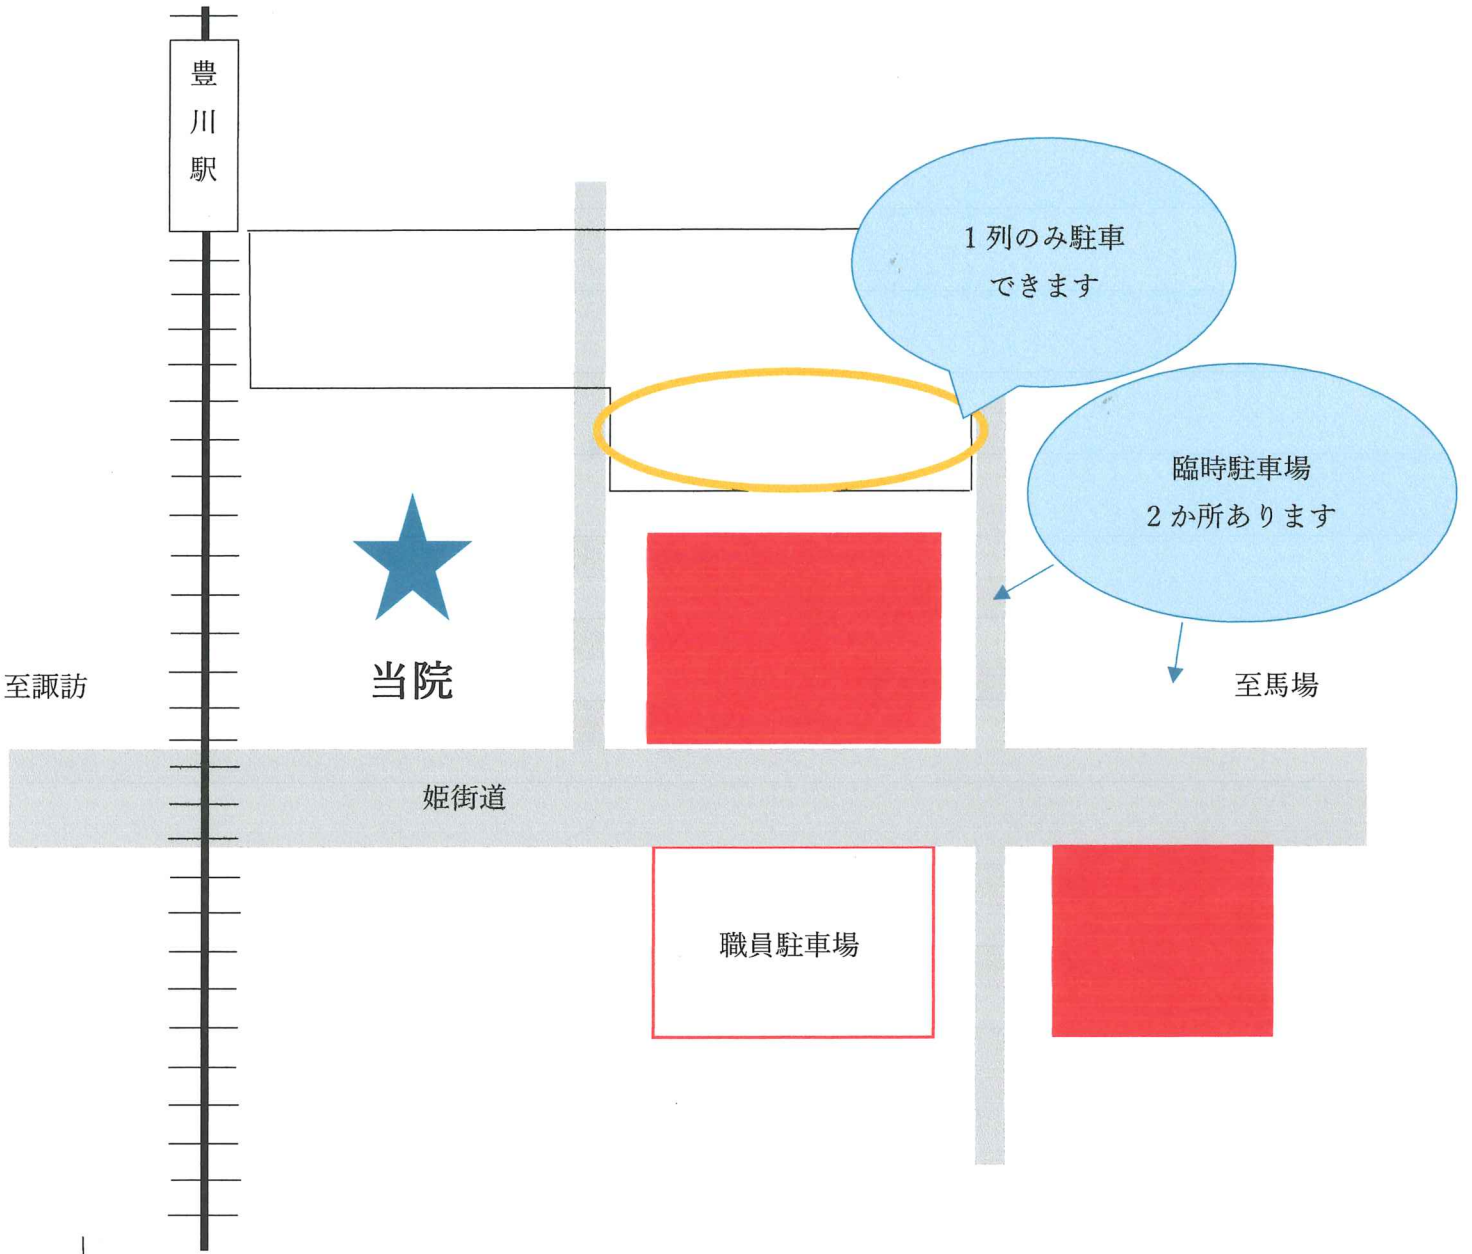 豊川駅
1列のみ駐車
できます
臨時駐車場
2か所あります
至諏訪
当院
至馬場
姫街道
職員駐車場